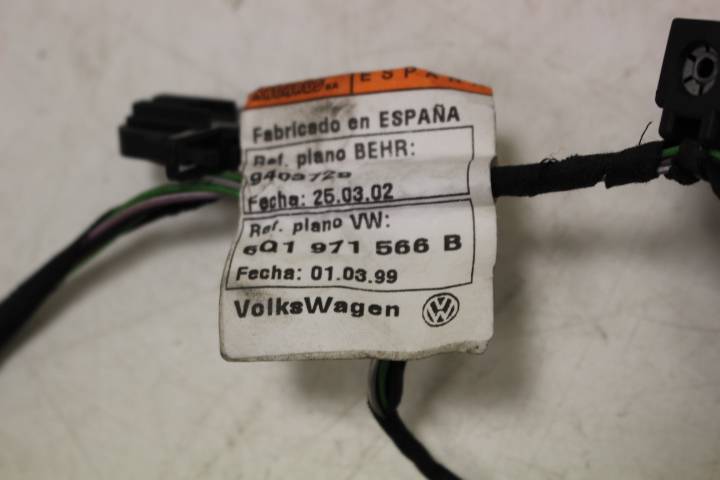 ESPAÑA
Fabricado en ESPAÑA
Ref. plano BEHR:
Fecha: 25.03.02
Ref. plano VW:
6Q1 971 566 B
Fecha: 01.03.99
VolksWagen